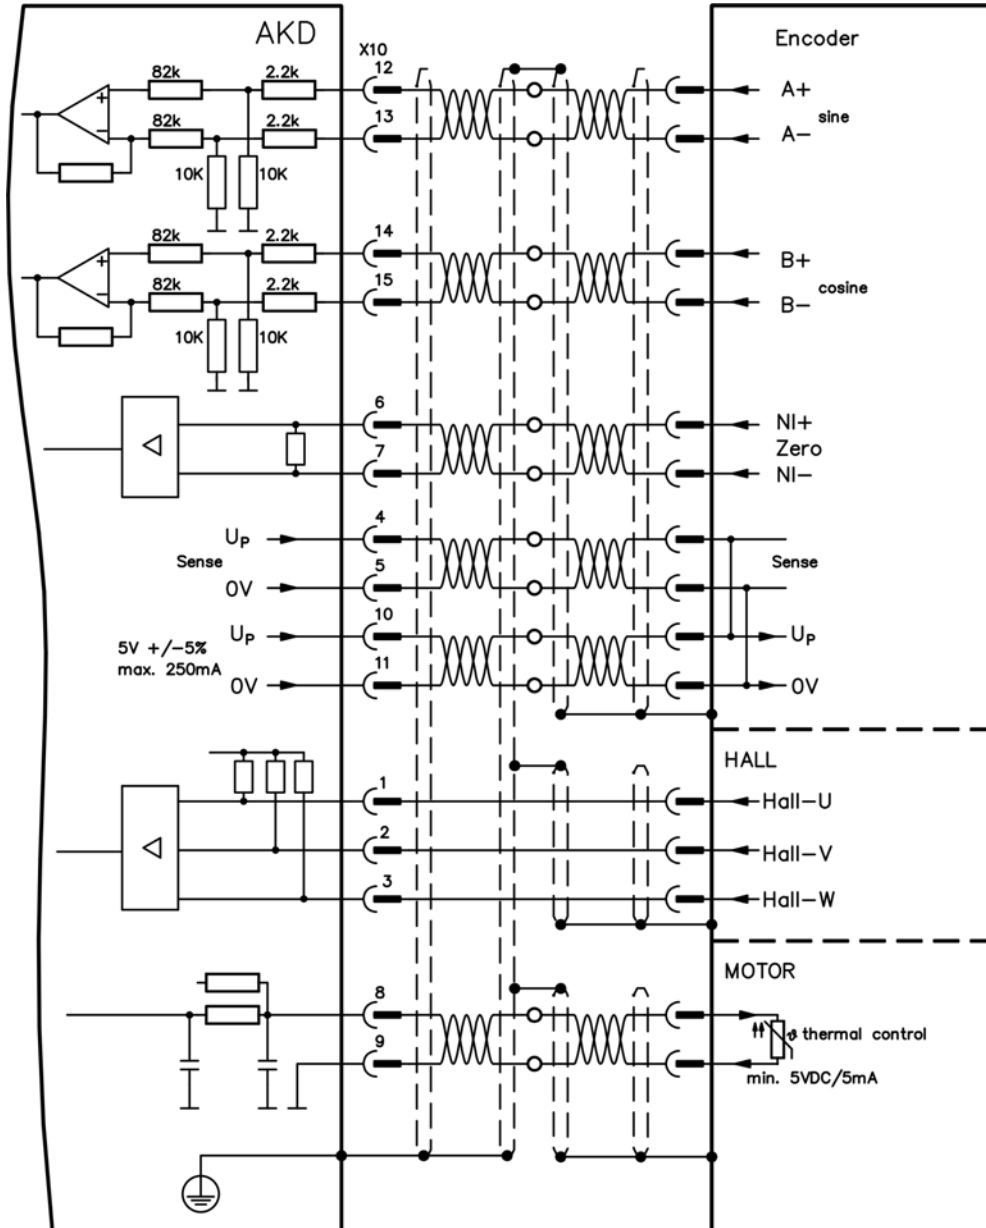 AKD
X10
Encoder
82k 2.2k 12 A+
sine
82k 2.2k 13 A-
10K 10K
82k 2.2k 14 B+
cosine
82k 2.2k 15 B-
10K 10K
6 NI+
Zero
7 NI-
UP 4
Sense Sense
0V 5
UP 10 UP
5V +/-5%
max. 250mA
0V 11 0V
HALL
1 Hall-U
2 Hall-V
3 Hall-W
MOTOR
8
ϑ thermal control
9
min. 5VDC/5mA